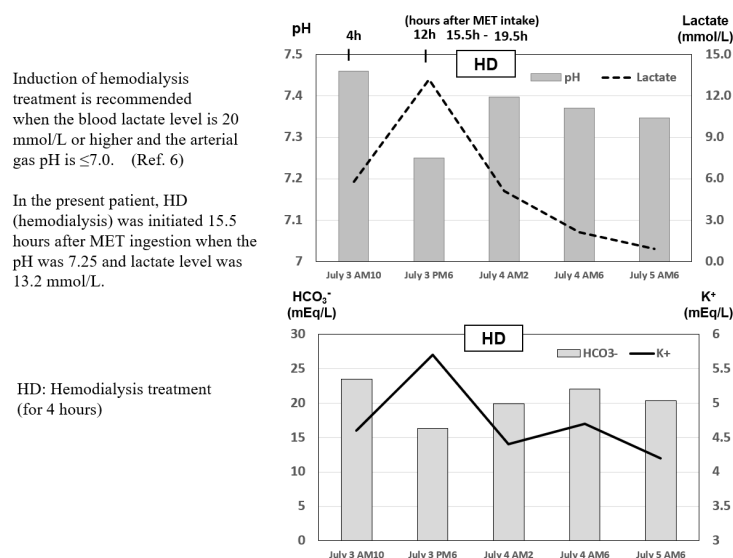 Induction of hemodialysis
treatment is recommended
when the blood lactate level is 20
mmol/L or higher and the arterial
gas pH is ≤7.0. (Ref. 6)
In the present patient, HD
(hemodialysis) was initiated 15.5
hours after MET ingestion when the
pH was 7.25 and lactate level was
13.2 mmol/L.
HD: Hemodialysis treatment
(for 4 hours)
(hours after MET intake)
pH
Lactate
(mmol/L)
4h 12h 15.5h - 19.5h
HD
pH Lactate
7.5
7.4
7.3
7.2
7.1
7
15.0
12.0
9.0
6.0
3.0
0.0
July 3 AM10 July 3 PM6 July 4 AM2 July 4 AM6 July 5 AM6
HCO₃⁻
(mEq/L)
K⁺
(mEq/L)
HD
HCO3- K+
30
25
20
15
10
5
0
6
5.5
5
4.5
4
3.5
3
July 3 AM10 July 3 PM6 July 4 AM2 July 4 AM6 July 5 AM6